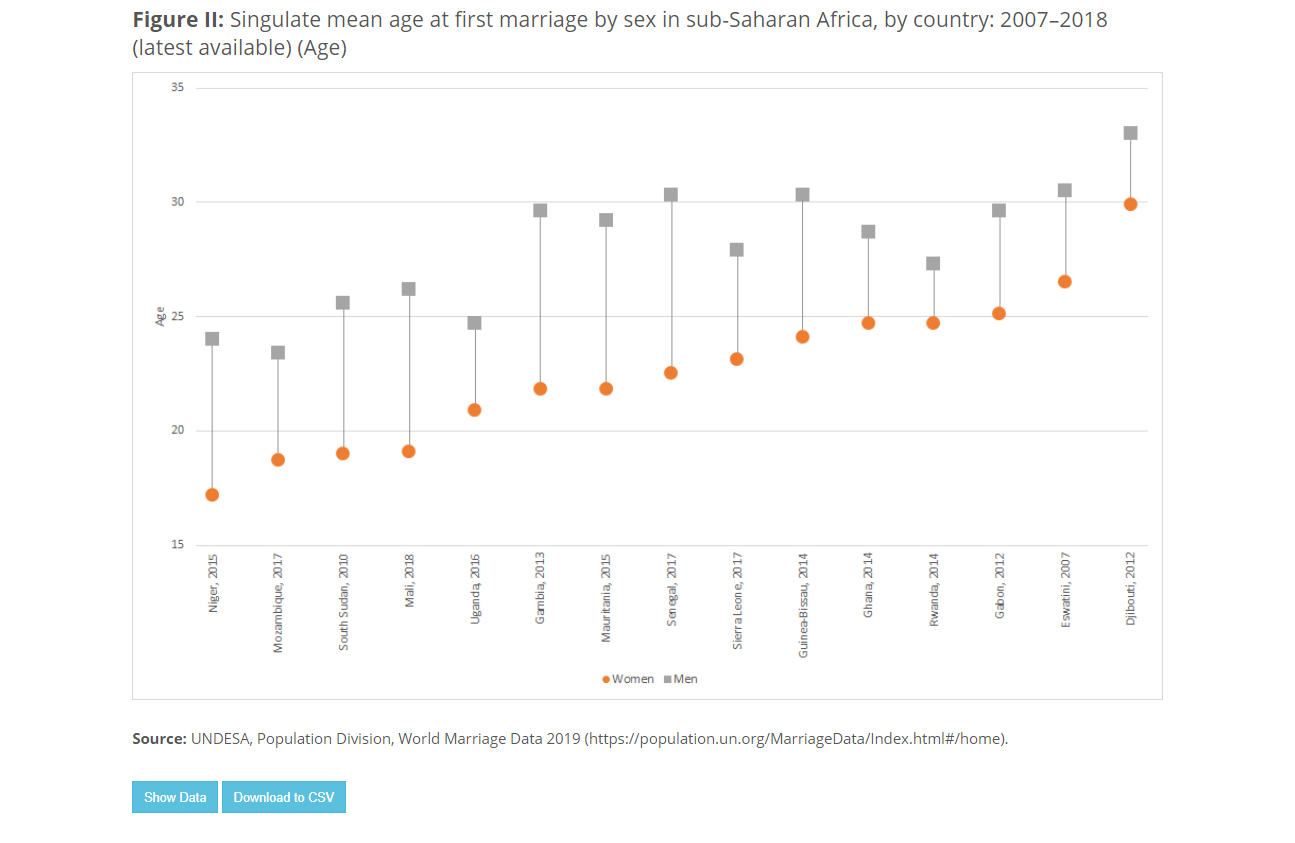 Figure II: Singulate mean age at first marriage by sex in sub-Saharan Africa, by country: 2007–2018
(latest available) (Age)
35
30
25
20
15
Age
Niger, 2015
Mozambique, 2017
South Sudan, 2010
Mali, 2018
Uganda, 2016
Gambia, 2013
Mauritania, 2015
Senegal, 2017
Sierra Leone, 2017
Guinea-Bissau, 2014
Ghana, 2014
Rwanda, 2014
Gabon, 2012
Eswatini, 2007
Djibouti, 2012
Women Men
Source: UNDESA, Population Division, World Marriage Data 2019 (https://population.un.org/MarriageData/Index.html#/home).
Show Data Download to CSV